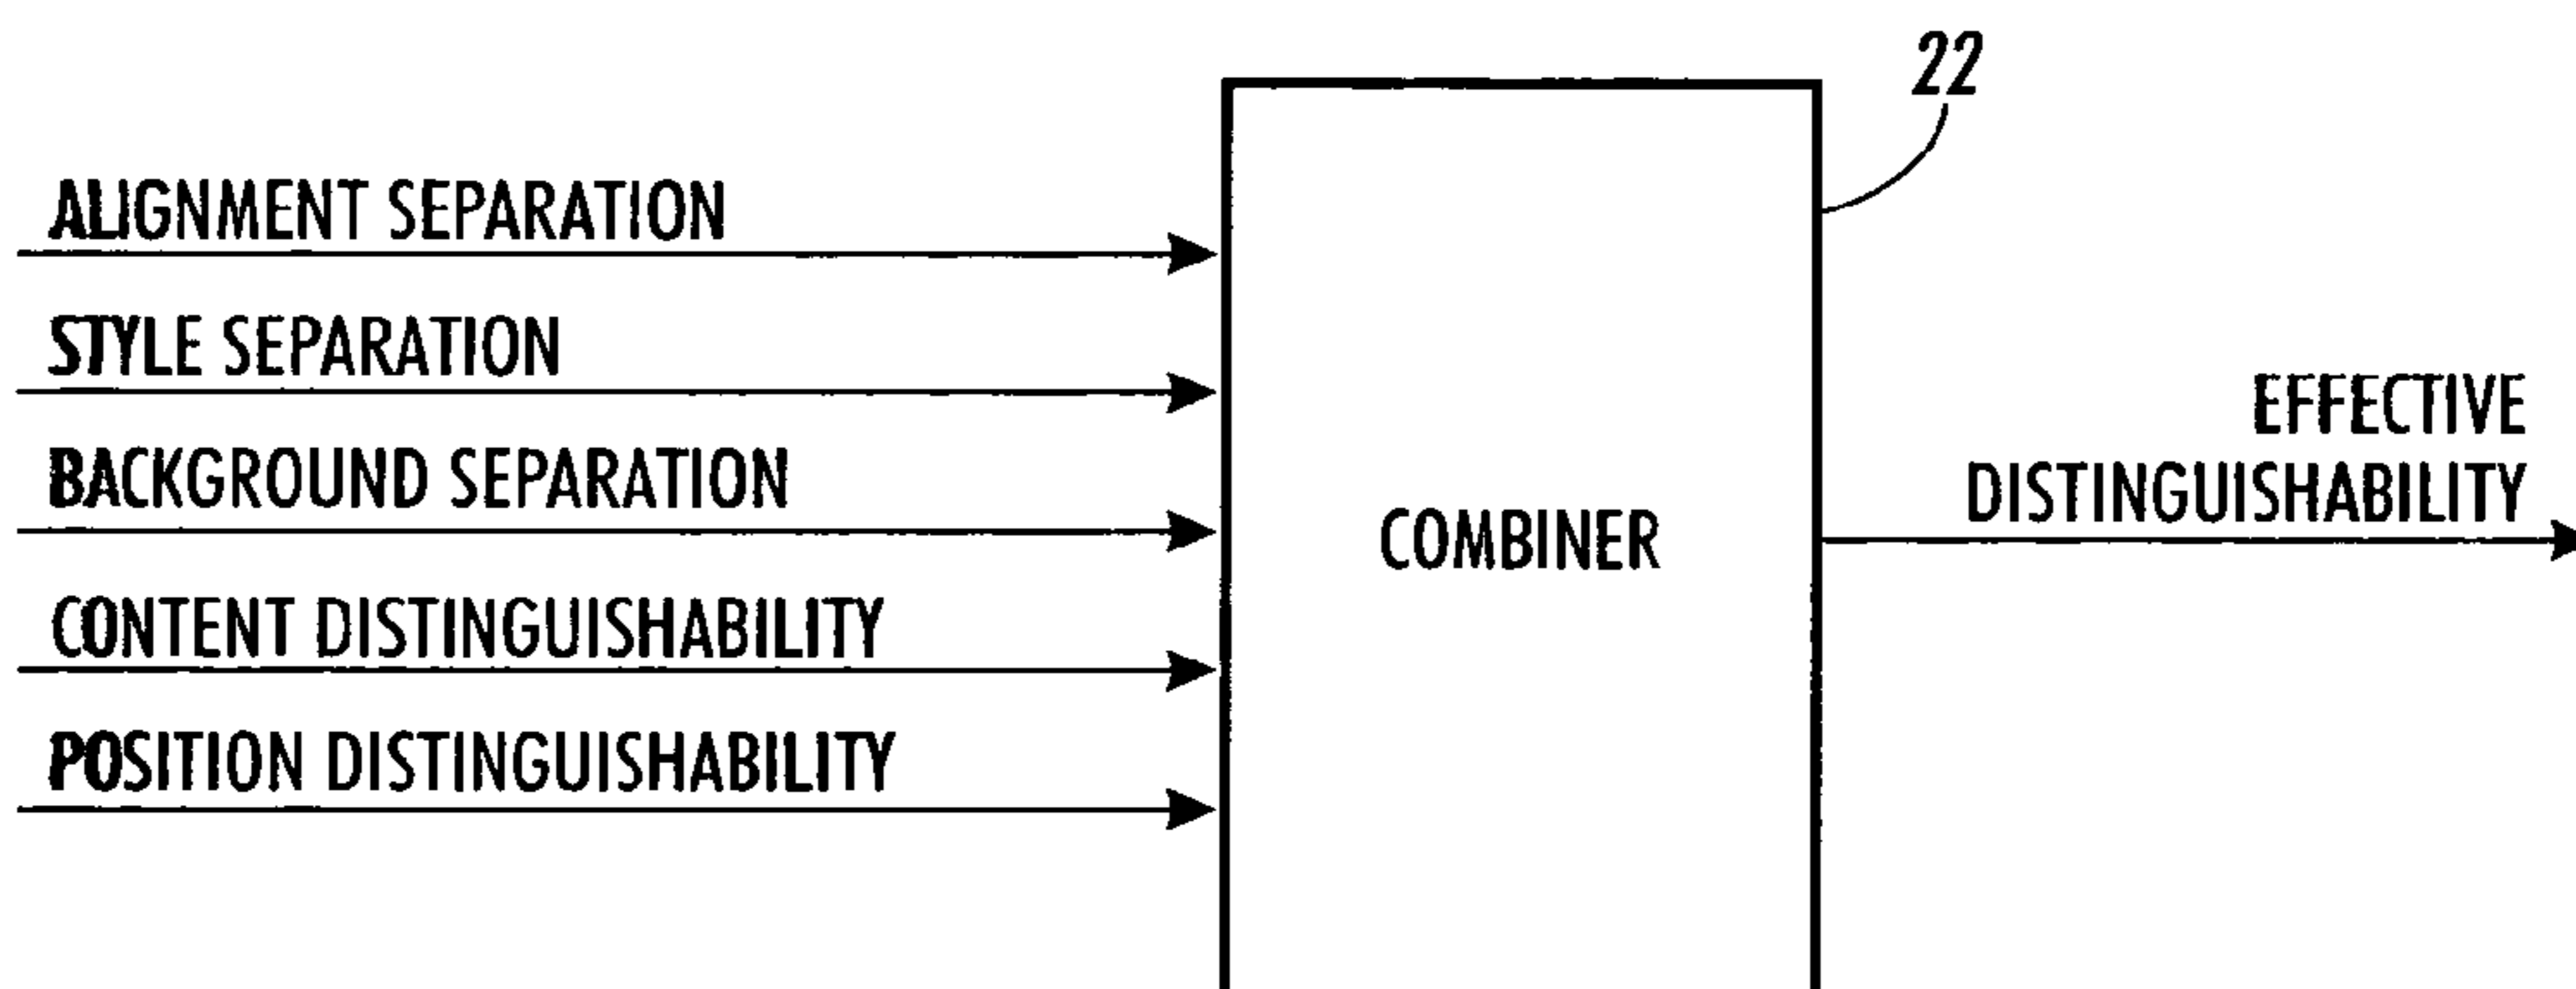 22
ALIGNMENT SEPARATION
STYLE SEPARATION
BACKGROUND SEPARATION
CONTENT DISTINGUISHABILITY
POSITION DISTINGUISHABILITY
COMBINER
EFFECTIVE
DISTINGUISHABILITY